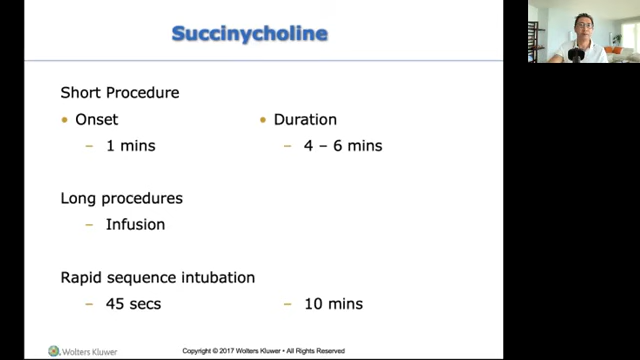 Succinycholine
Short Procedure
• Onset
• Duration
– 1 mins
– 4 – 6 mins
Long procedures
– Infusion
Rapid sequence intubation
– 45 secs
– 10 mins
Wolters Kluwer
Copyright © 2017 Wolters Kluwer • All Rights Reserved